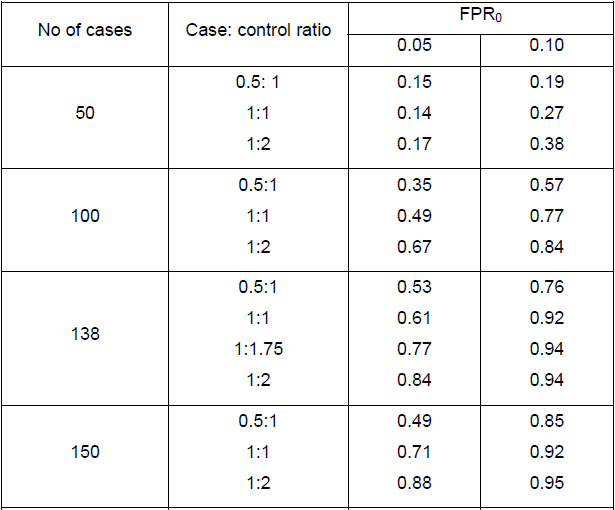 No of cases Case: control ratio FPR₀
0.05 0.10
50 0.5: 1 0.15 0.19
1:1 0.14 0.27
1:2 0.17 0.38
100 0.5:1 0.35 0.57
1:1 0.49 0.77
1:2 0.67 0.84
138 0.5:1 0.53 0.76
1:1 0.61 0.92
1:1.75 0.77 0.94
1:2 0.84 0.94
150 0.5:1 0.49 0.85
1:1 0.71 0.92
1:2 0.88 0.95